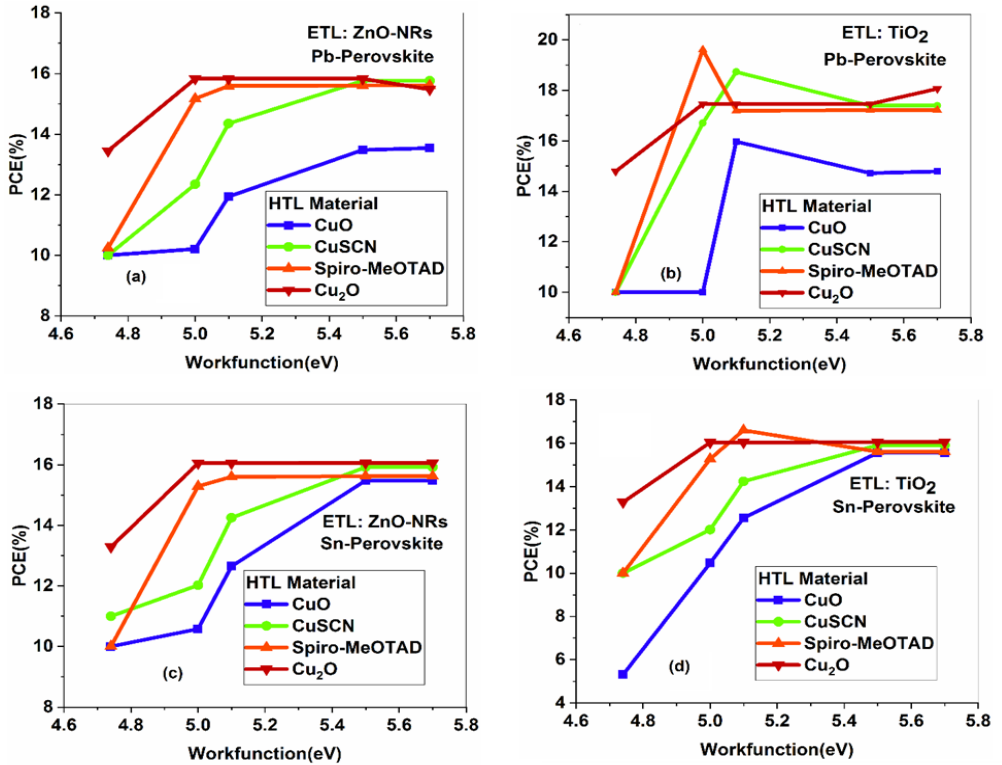 18
16
14
12
10
8
PCE(%)
ETL: ZnO-NRs
Pb-Perovskite
HTL Material
CuO
CuSCN
Spiro-MeOTAD
Cu₂O
(a)
4.6 4.8 5.0 5.2 5.4 5.6 5.8
Workfunction(eV)
20
18
16
14
12
10
PCE(%)
ETL: TiO₂
Pb-Perovskite
HTL Material
CuO
CuSCN
Spiro-MeOTAD
Cu₂O
(b)
4.6 4.8 5.0 5.2 5.4 5.6 5.8
Workfunction(eV)
18
16
14
12
10
8
PCE(%)
ETL: ZnO-NRs
Sn-Perovskite
HTL Material
CuO
CuSCN
Spiro-MeOTAD
Cu₂O
(c)
4.6 4.8 5.0 5.2 5.4 5.6 5.8
Workfunction(eV)
18
16
14
12
10
8
6
4
PCE(%)
ETL: TiO₂
Sn-Perovskite
HTL Material
CuO
CuSCN
Spiro-MeOTAD
Cu₂O
(d)
4.6 4.8 5.0 5.2 5.4 5.6 5.8
Workfunction(eV)